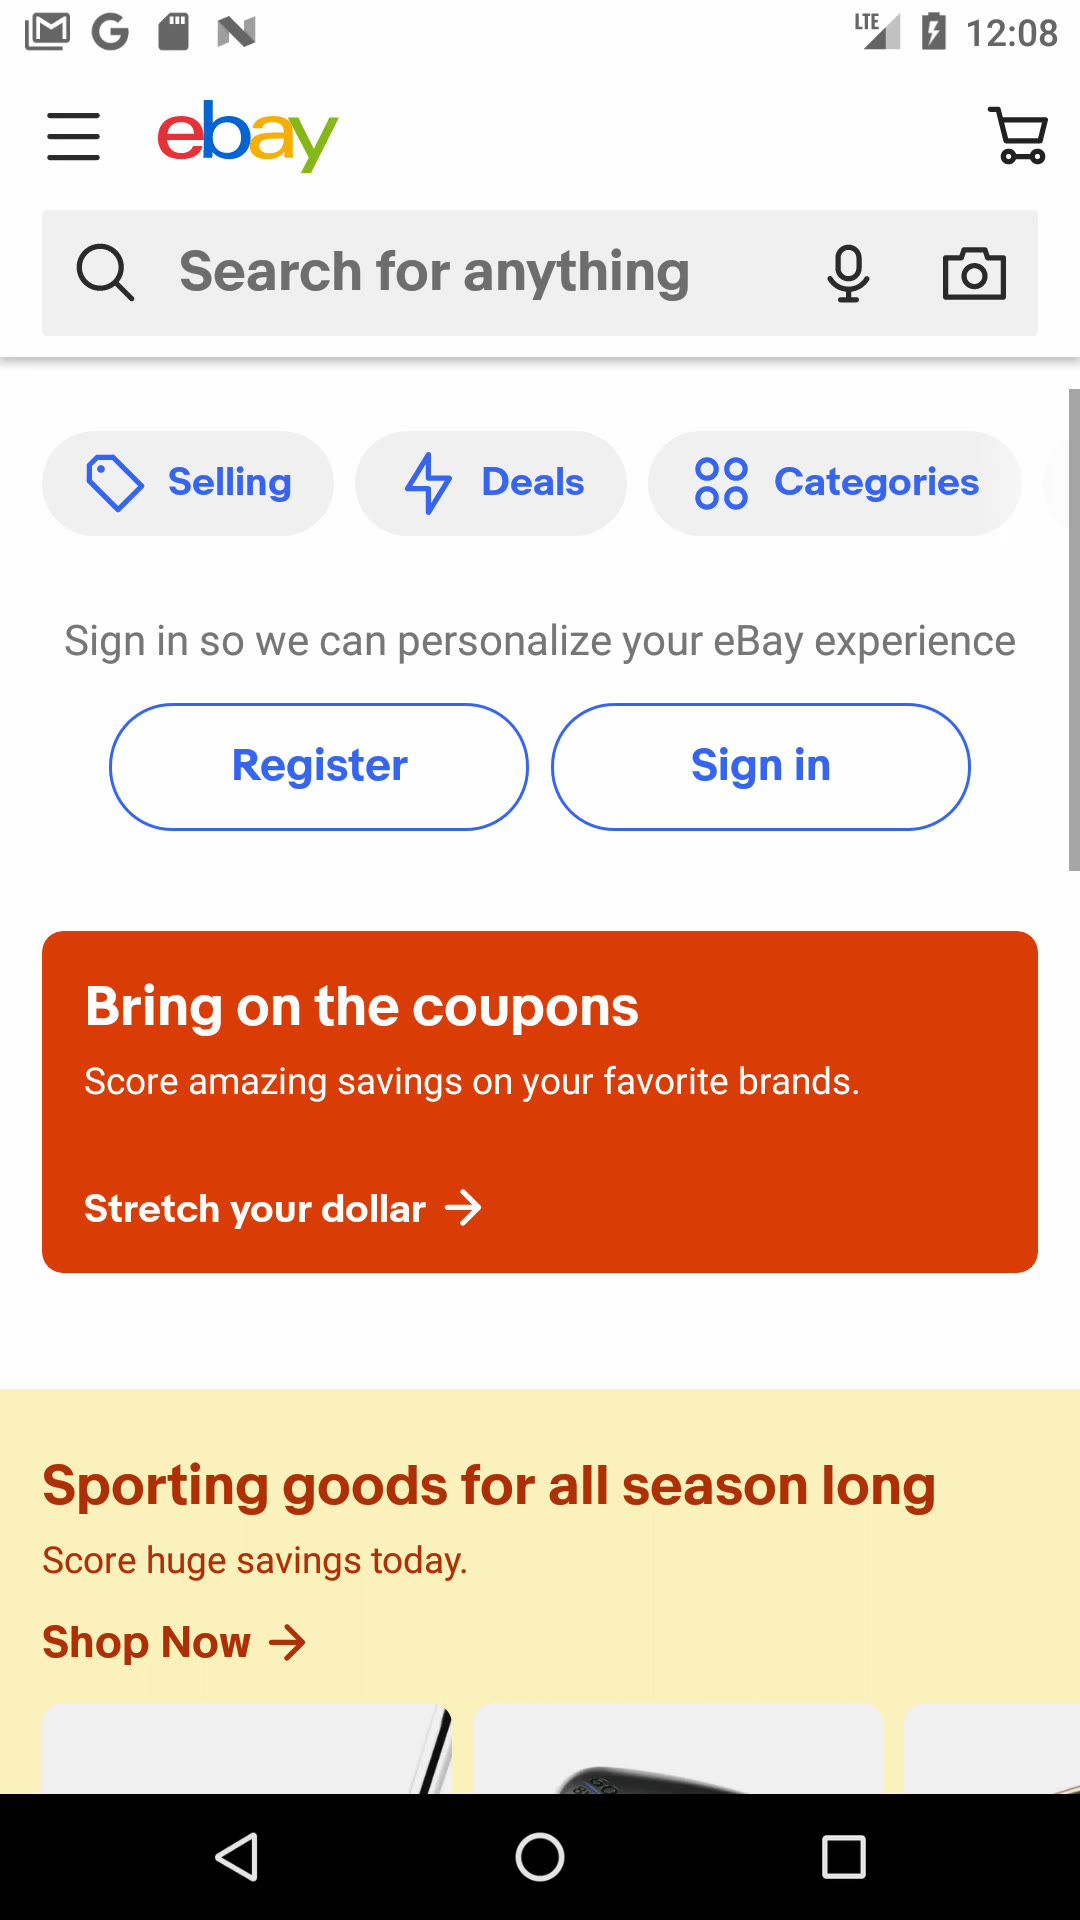 LTE 12:08
ebay
Search for anything
Selling Deals Categories
Sign in so we can personalize your eBay experience
Register Sign in
Bring on the coupons
Score amazing savings on your favorite brands.
Stretch your dollar
Sporting goods for all season long
Score huge savings today.
Shop Now